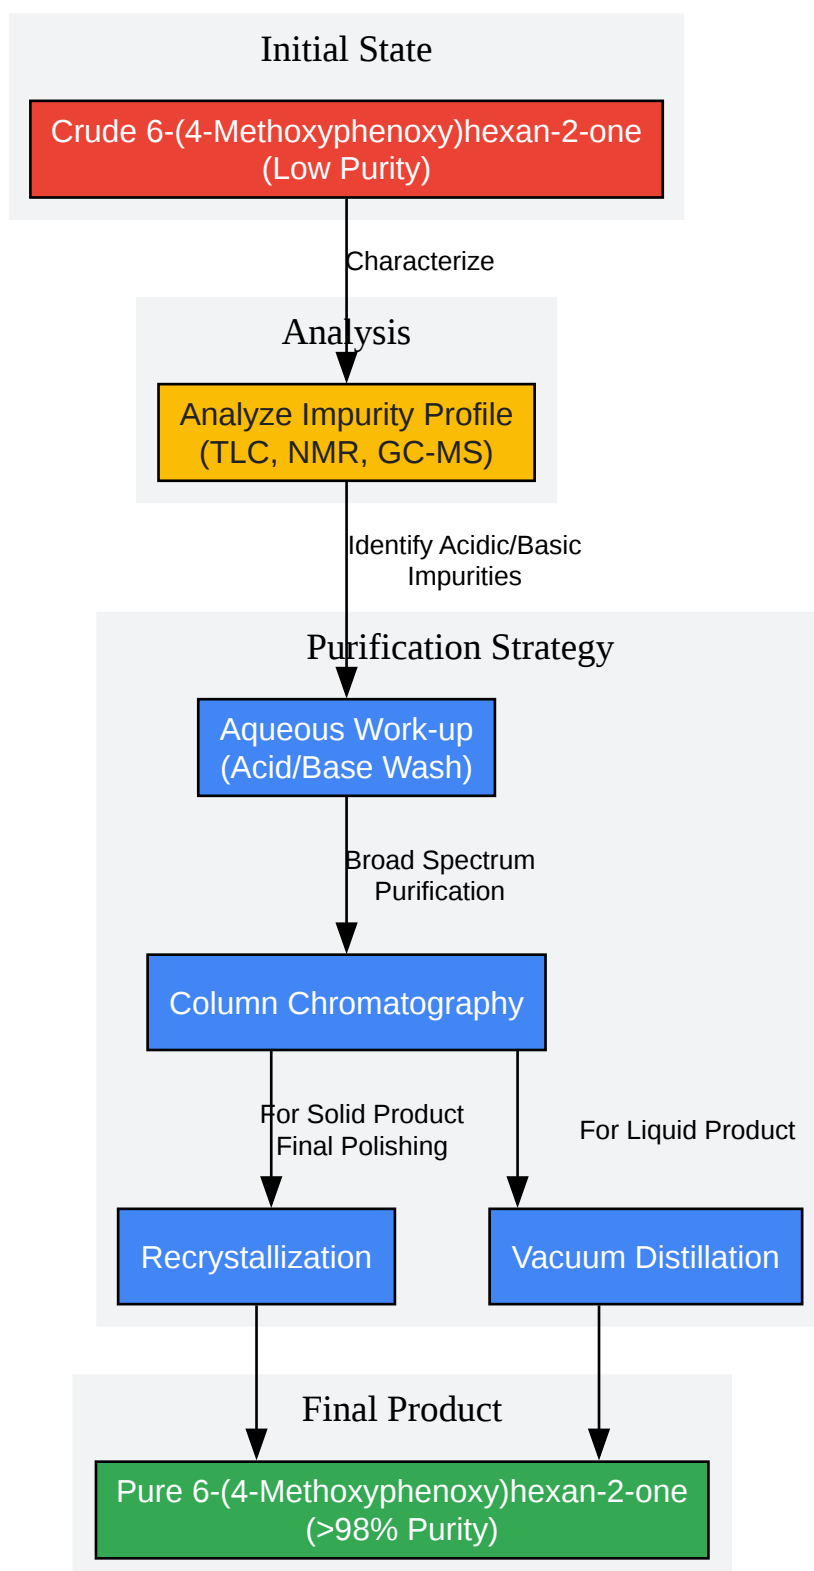 Initial State
Crude 6-(4-Methoxyphenoxy)hexan-2-one
(Low Purity)
Characterize
Analysis
Analyze Impurity Profile
(TLC, NMR, GC-MS)
Identify Acidic/Basic
Impurities
Purification Strategy
Aqueous Work-up
(Acid/Base Wash)
Broad Spectrum
Purification
Column Chromatography
For Solid Product
Final Polishing
For Liquid Product
Recrystallization
Vacuum Distillation
Final Product
Pure 6-(4-Methoxyphenoxy)hexan-2-one
(>98% Purity)